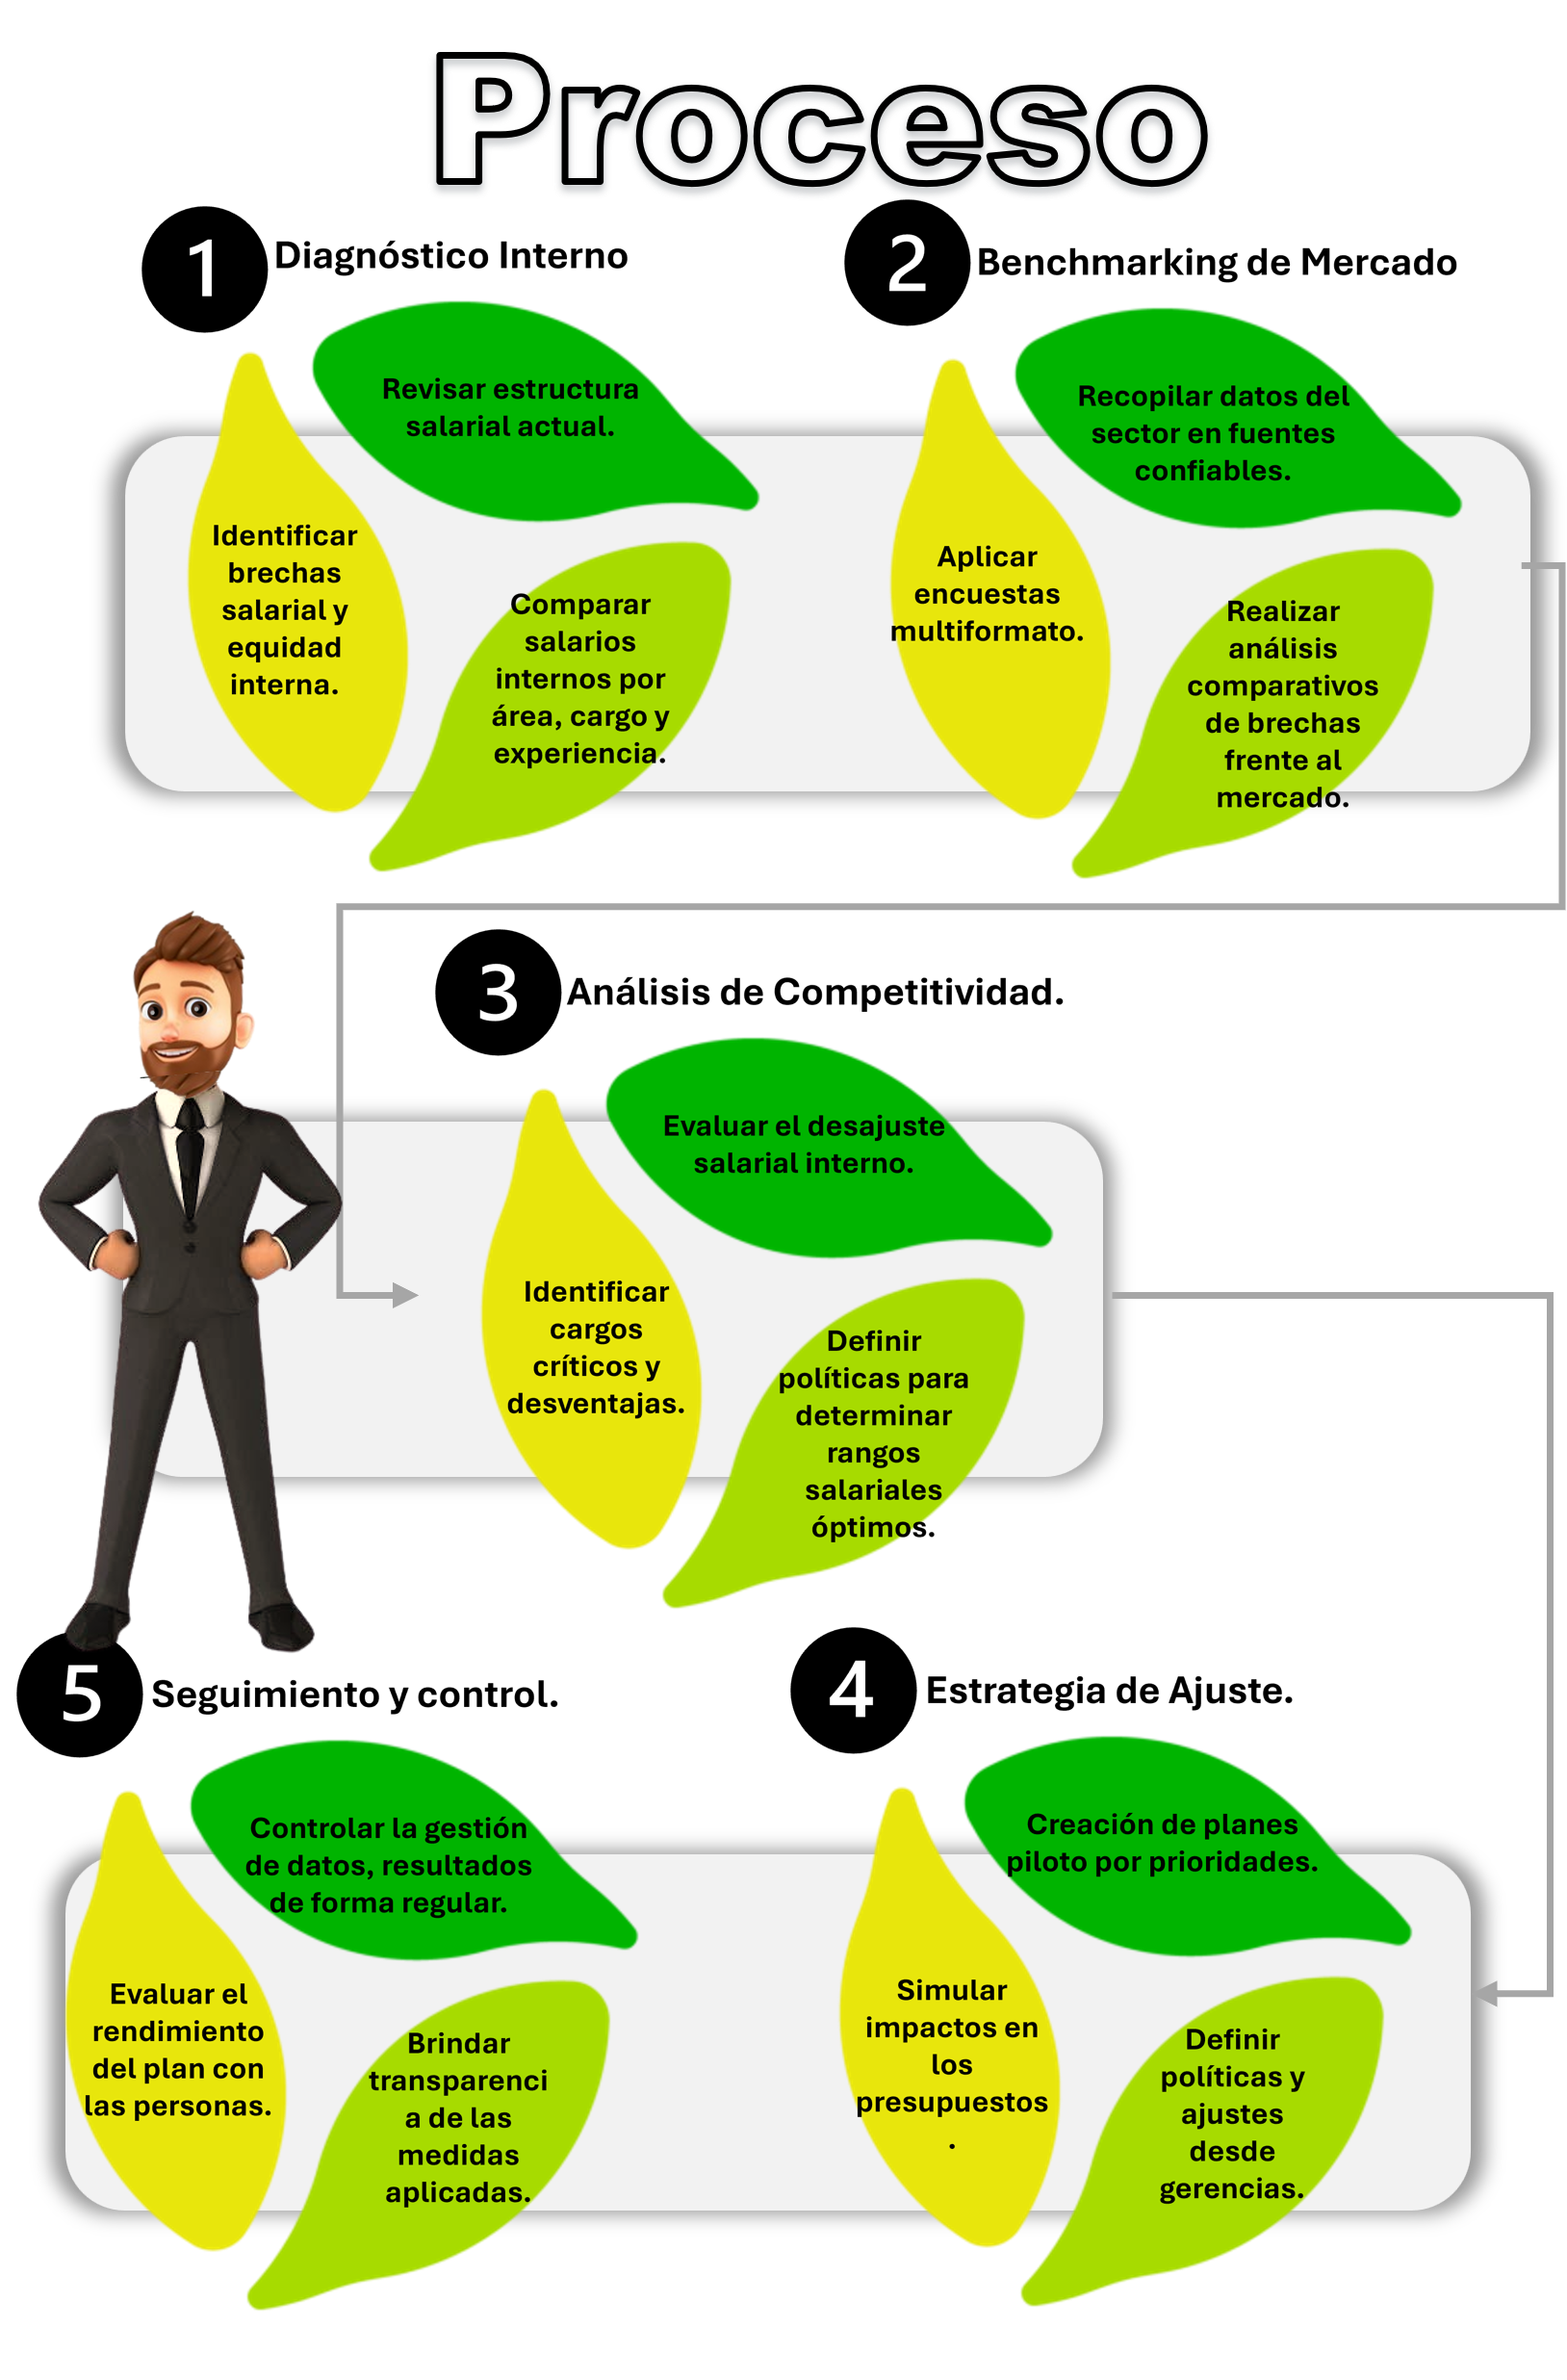 Proceso
1
Diagnóstico Interno
Revisar estructura
salarial actual.
Identificar
brechas
salarial y
equidad
interna.
Comparar
salarios
internos por
área, cargo y
experiencia.
2
Benchmarking de Mercado
Recopilar datos del
sector en fuentes
confiables.
Aplicar
encuestas
multiformato.
Realizar
análisis
comparativos
de brechas
frente al
mercado.
3
Análisis de Competitividad.
Evaluar el desajuste
salarial interno.
Identificar
cargos
críticos y
desventajas.
Definir
políticas para
determinar
rangos
salariales
óptimos.
5
Seguimiento y control.
Controlar la gestión
de datos, resultados
de forma regular.
Evaluar el
rendimiento
del plan con
las personas.
Brindar
transparenci
a de las
medidas
aplicadas.
4
Estrategia de Ajuste.
Creación de planes
piloto por prioridades.
Simular
impactos en
los
presupuestos
.
Definir
políticas y
ajustes
desde
gerencias.